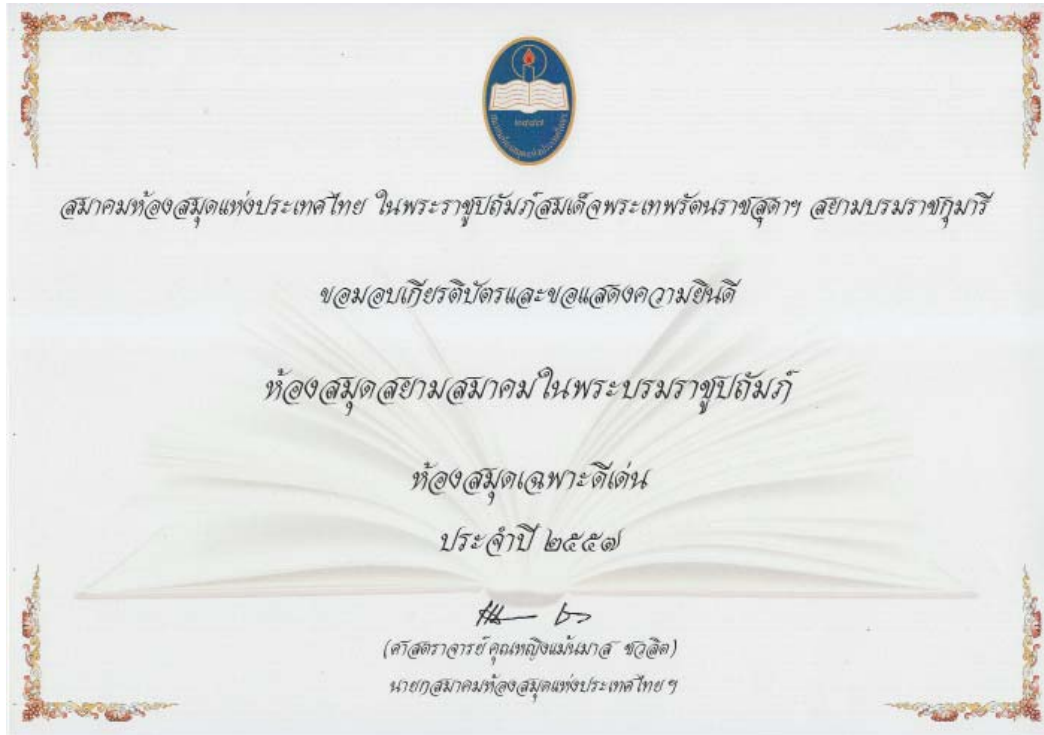 ๒๔๙๗
สมาคมห้องสมุดแห่งประเทศไทย ในพระราชูปถัมภ์สมเด็จพระเทพรัตนราชสุดาฯ สยามบรมราชกุมารี
ขอมอบเกียรติบัตรและขอแสดงความยินดี
ห้องสมุดสยามสมาคมในพระบรมราชูปถัมภ์
ห้องสมุดเฉพาะดีเด่น
ประจำปี ๒๕๕๗
(ศาสตราจารย์ คุณหญิงแม้นมาส ชวลิต)
นายกสมาคมห้องสมุดแห่งประเทศไทย ฯ